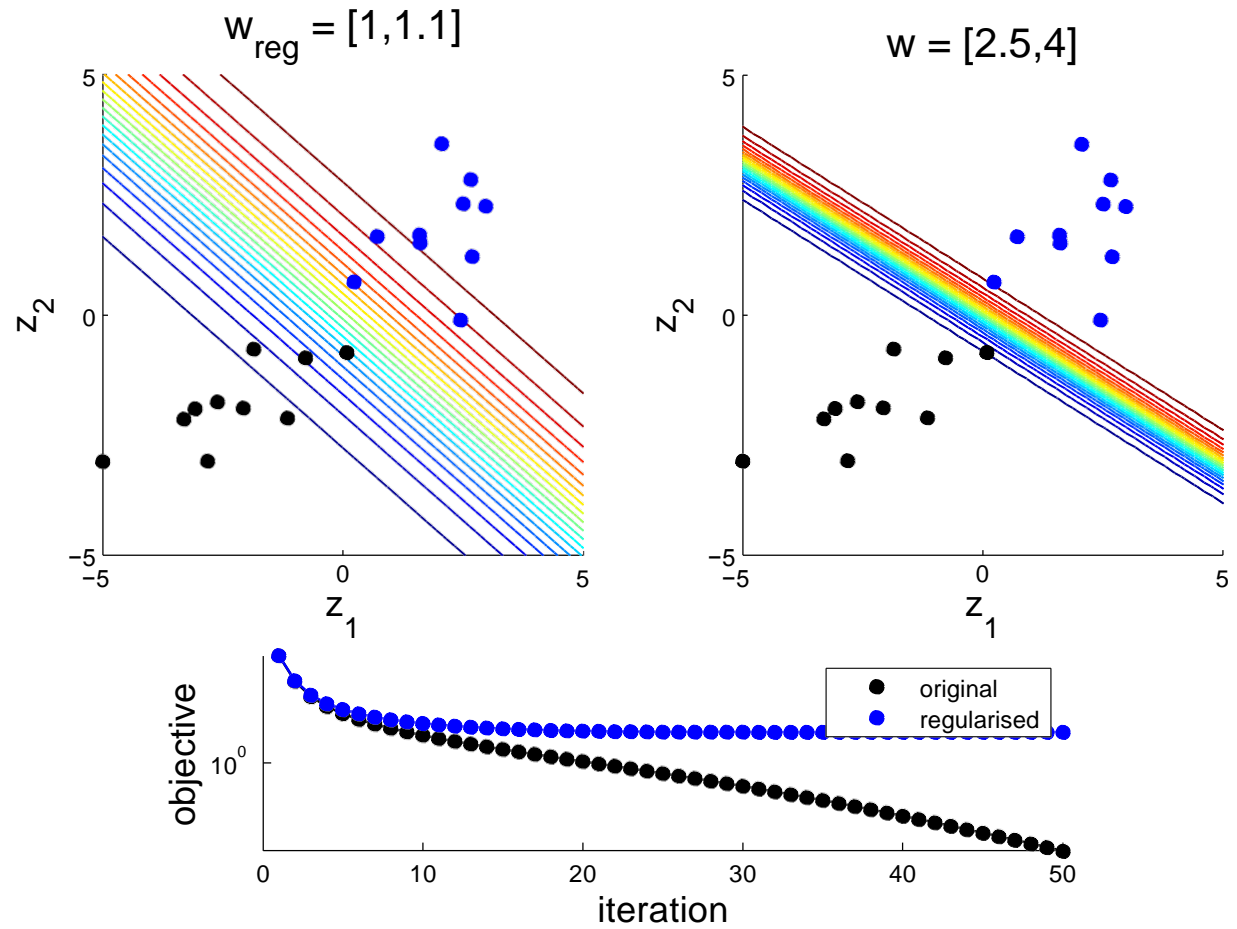 w_reg = [1,1.1]
w = [2.5,4]
5
0
−5
z_2
−5 0 5
z_1
5
0
−5
z_2
−5 0 5
z_1
original
regularised
objective
10^0
0 10 20 30 40 50
iteration